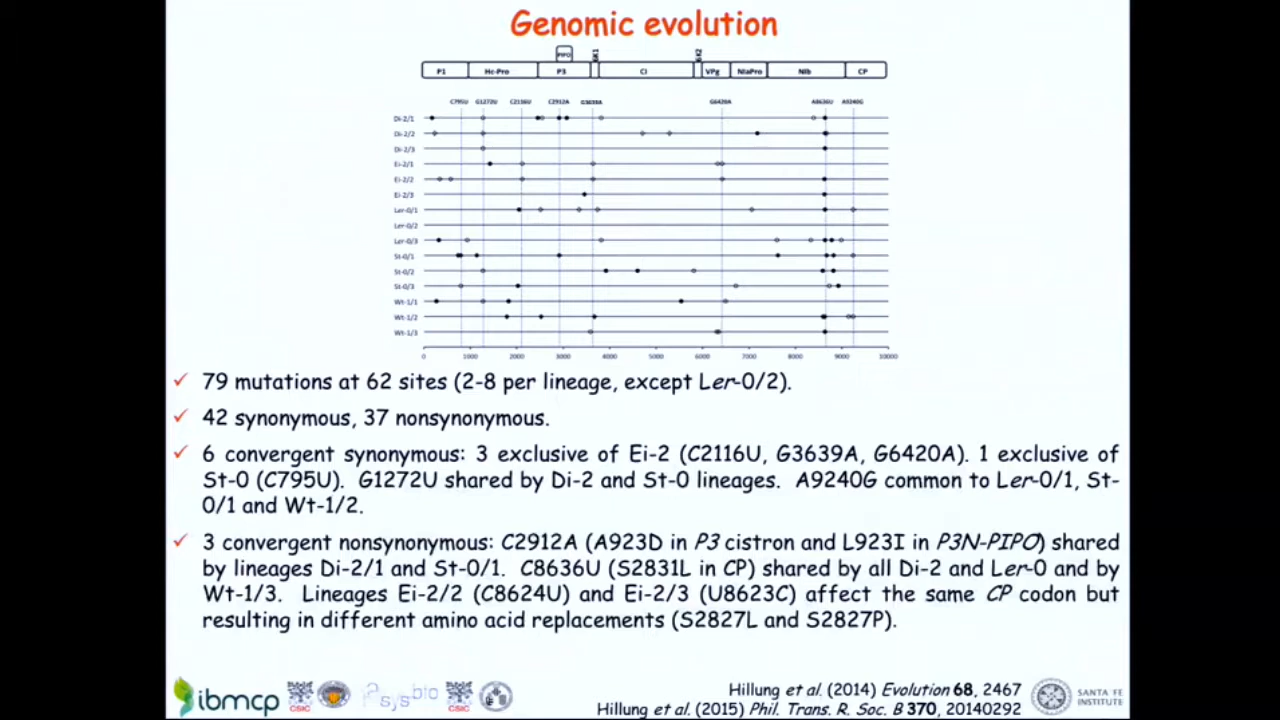 Genomic evolution
PIPO
6K1
6K2
P1 Hc-Pro P3 CI VPg NIaPro NIb CP
C795U G1272U C2116U C2912A G3639A G6420A A8636U A9240G
Di-2/1
Di-2/2
Di-2/3
Ei-2/1
Ei-2/2
Ei-2/3
Ler-0/1
Ler-0/2
Ler-0/3
St-0/1
St-0/2
St-0/3
Wt-1/1
Wt-1/2
Wt-1/3
0 1000 2000 3000 4000 5000 6000 7000 8000 9000 10000
✓ 79 mutations at 62 sites (2-8 per lineage, except Ler-0/2).
✓ 42 synonymous, 37 nonsynonymous.
✓ 6 convergent synonymous: 3 exclusive of Ei-2 (C2116U, G3639A, G6420A). 1 exclusive of
St-0 (C795U). G1272U shared by Di-2 and St-0 lineages. A9240G common to Ler-0/1, St-
0/1 and Wt-1/2.
✓ 3 convergent nonsynonymous: C2912A (A923D in P3 cistron and L923I in P3N-PIPO) shared
by lineages Di-2/1 and St-0/1. C8636U (S2831L in CP) shared by all Di-2 and Ler-0 and by
Wt-1/3. Lineages Ei-2/2 (C8624U) and Ei-2/3 (U8623C) affect the same CP codon but
resulting in different amino acid replacements (S2827L and S2827P).
ibmcp
CSIC
sysbio
CSIC
Hillung et al. (2014) Evolution 68, 2467
Hillung et al. (2015) Phil. Trans. R. Soc. B 370, 20140292
SANTA FE
INSTITUTE